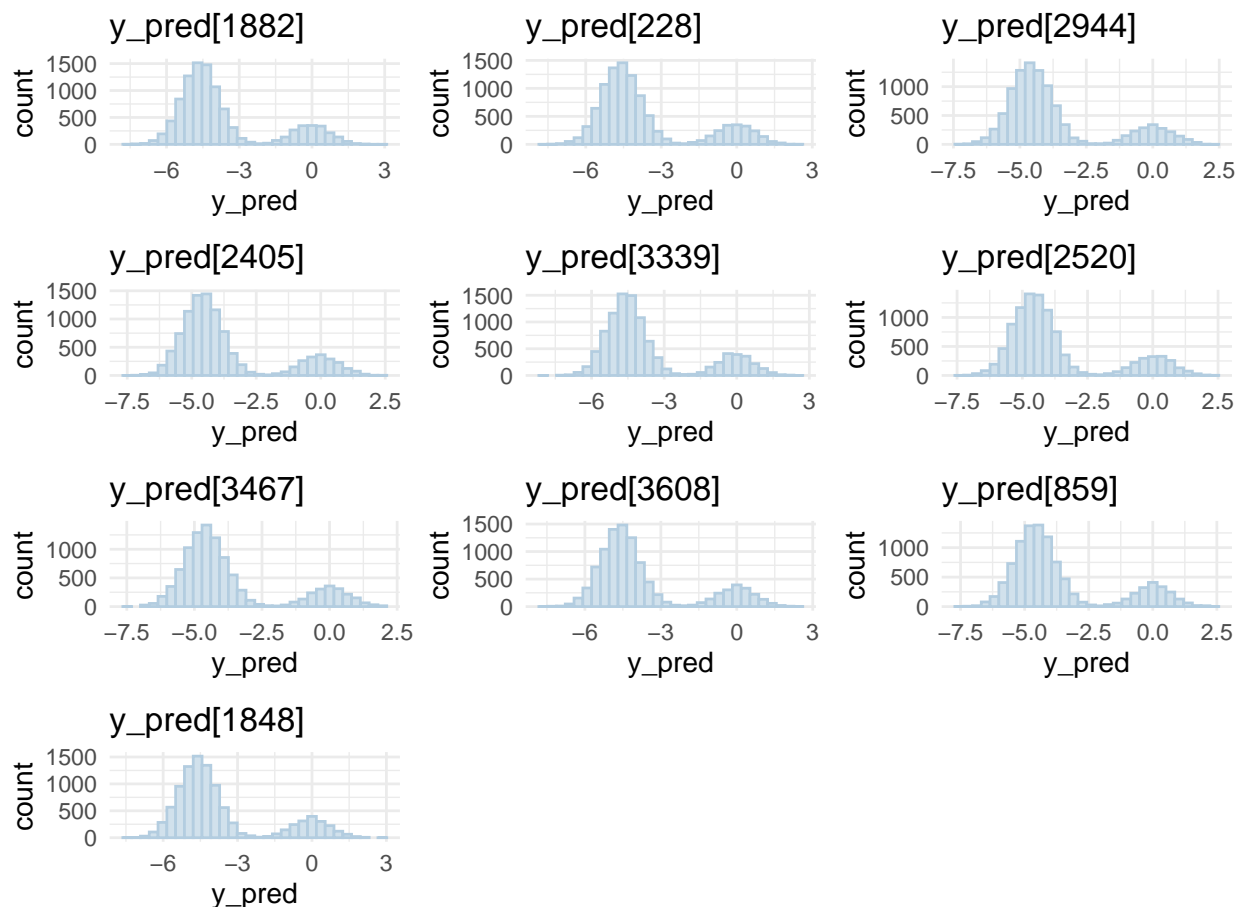 y_pred[1882] y_pred[228] y_pred[2944]
count 1500 1000 500 0 count 1500 1000 500 0 count 1000 500 0
−6 −3 0 3 −6 −3 0 3 −7.5 −5.0 −2.5 0.0 2.5
y_pred y_pred y_pred
y_pred[2405] y_pred[3339] y_pred[2520]
count 1500 1000 500 0 count 1500 1000 500 0 count 1000 500 0
−7.5 −5.0 −2.5 0.0 2.5 −6 −3 0 3 −7.5 −5.0 −2.5 0.0 2.5
y_pred y_pred y_pred
y_pred[3467] y_pred[3608] y_pred[859]
count 1000 500 0 count 1500 1000 500 0 count 1000 500 0
−7.5 −5.0 −2.5 0.0 2.5 −6 −3 0 3 −7.5 −5.0 −2.5 0.0 2.5
y_pred y_pred y_pred
y_pred[1848]
count 1500 1000 500 0
−6 −3 0 3
y_pred